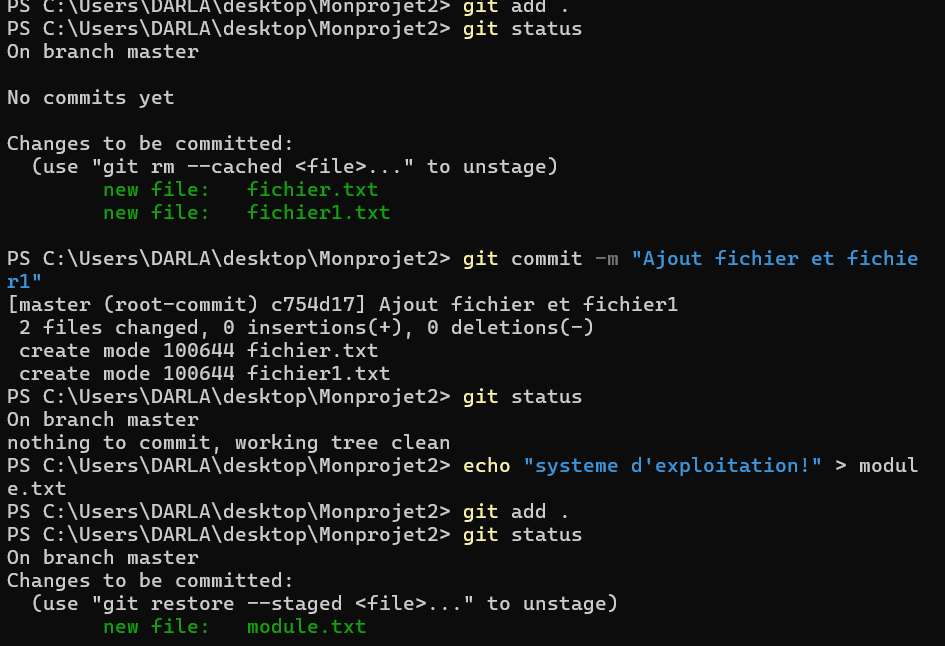 PS C:\Users\DARLA\desktop\Monprojet2> git add .
PS C:\Users\DARLA\desktop\Monprojet2> git status
On branch master
No commits yet
Changes to be committed:
  (use "git rm --cached <file>..." to unstage)
        new file:   fichier.txt
        new file:   fichier1.txt
PS C:\Users\DARLA\desktop\Monprojet2> git commit -m "Ajout fichier et fichie
r1"
[master (root-commit) c754d17] Ajout fichier et fichier1
 2 files changed, 0 insertions(+), 0 deletions(-)
 create mode 100644 fichier.txt
 create mode 100644 fichier1.txt
PS C:\Users\DARLA\desktop\Monprojet2> git status
On branch master
nothing to commit, working tree clean
PS C:\Users\DARLA\desktop\Monprojet2> echo "systeme d'exploitation!" > modul
e.txt
PS C:\Users\DARLA\desktop\Monprojet2> git add .
PS C:\Users\DARLA\desktop\Monprojet2> git status
On branch master
Changes to be committed:
  (use "git restore --staged <file>..." to unstage)
        new file:   module.txt